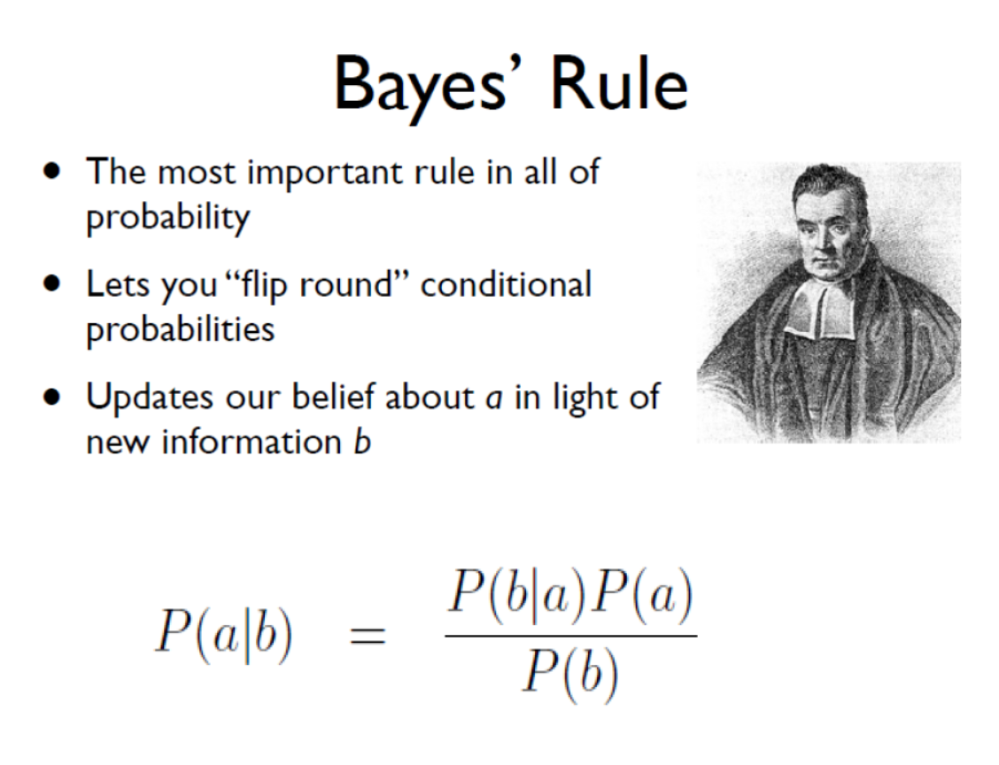 Bayes’ Rule
• The most important rule in all of
probability
• Lets you “flip round” conditional
probabilities
• Updates our belief about a in light of
new information b
P(a|b) = P(b|a)P(a)
P(b)